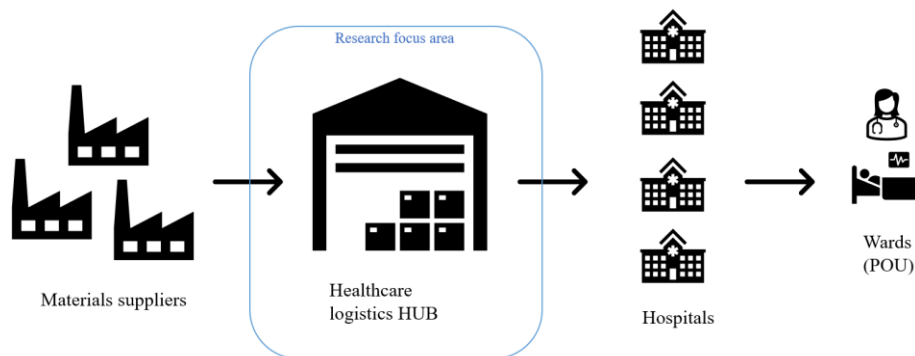 Research focus area
Materials suppliers
Healthcare
logistics HUB
Hospitals
Wards
(POU)